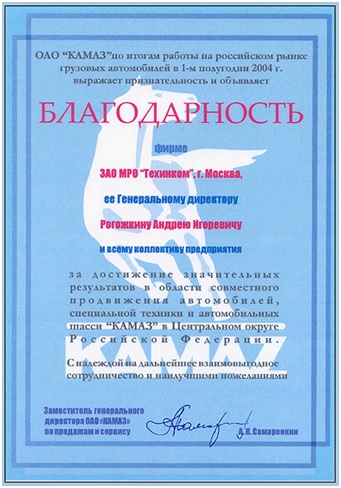 ОАО "КАМАЗ"по итогам работы на российском рынке
грузовых автомобилей в 1-м полугодии 2004 г.
выражает признательность и объявляет
БЛАГОДАРНОСТЬ
фирме
ЗАО МРО "Техинком", г. Москва,
ее Генеральному директору
Рогожкину Андрею Игоревичу
и всему коллективу предприятия
за достижение значительных
результатов в области совместного
продвижения автомобилей,
специальной техники и автомобильных
шасси "КАМАЗ" в Центральном округе
Российской Федерации.
KAMAZ
С надеждой на дальнейшее взаимовыгодное
сотрудничество и наилучшими пожеланиями
Заместитель генерального
директора ОАО «КАМАЗ»
по продажам и сервису
А. К. Самаренкин